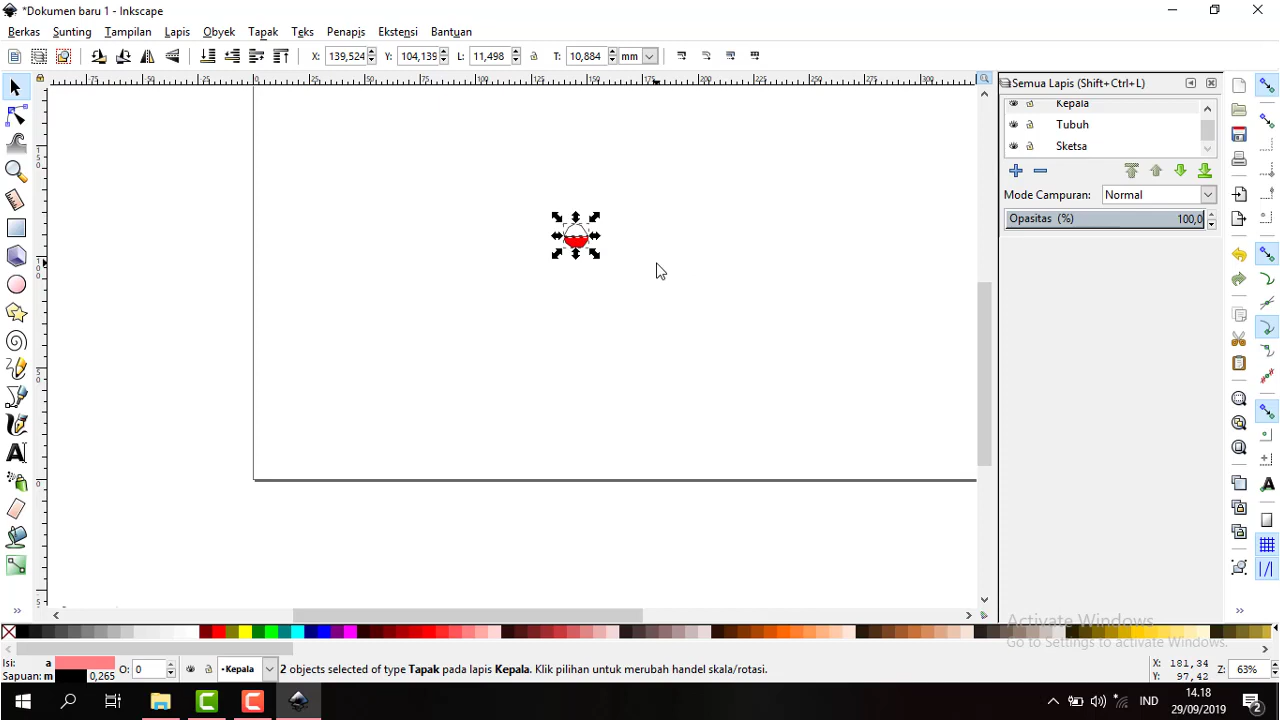 *Dokumen baru 1 - Inkscape
Berkas Sunting Tampilan Lapis Obyek Tapak Teks Penapis Ekstensi Bantuan
X: 139,524 Y: 104,139 L: 11,498 T: 10,884 mm
Semua Lapis (Shift+Ctrl+L)
Kepala
Tubuh
Sketsa
Mode Campuran: Normal
Opasitas (%) 100,0
Activate Windows
Go to Settings to activate Windows.
Isi: a O: 0 •Kepala 2 objects selected of type Tapak pada lapis Kepala. Klik pilihan untuk merubah handel skala/rotasi. X: 181,34 Z: 63%
Sapuan: m 0,265 Y: 97,42
14.18
IND
29/09/2019
2